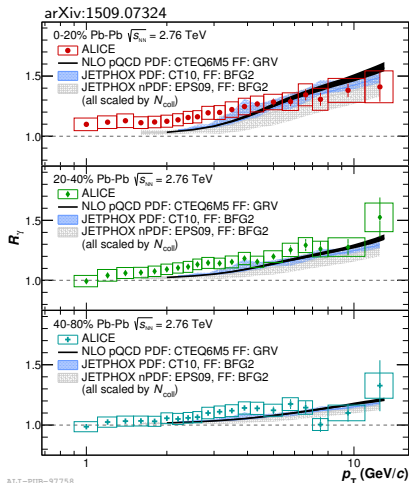 arXiv:1509.07324
0-20% Pb-Pb √sNN = 2.76 TeV
ALICE
NLO pQCD PDF: CTEQ6M5 FF: GRV
JETPHOX PDF: CT10, FF: BFG2
JETPHOX nPDF: EPS09, FF: BFG2
(all scaled by Ncoll)
1.5
1.0
20-40% Pb-Pb √sNN = 2.76 TeV
ALICE
NLO pQCD PDF: CTEQ6M5 FF: GRV
JETPHOX PDF: CT10, FF: BFG2
JETPHOX nPDF: EPS09, FF: BFG2
(all scaled by Ncoll)
1.5
1.0
Rγ
40-80% Pb-Pb √sNN = 2.76 TeV
ALICE
NLO pQCD PDF: CTEQ6M5 FF: GRV
JETPHOX PDF: CT10, FF: BFG2
JETPHOX nPDF: EPS09, FF: BFG2
(all scaled by Ncoll)
1.5
1.0
1 10
pT (GeV/c)
ALI-PUB-97758